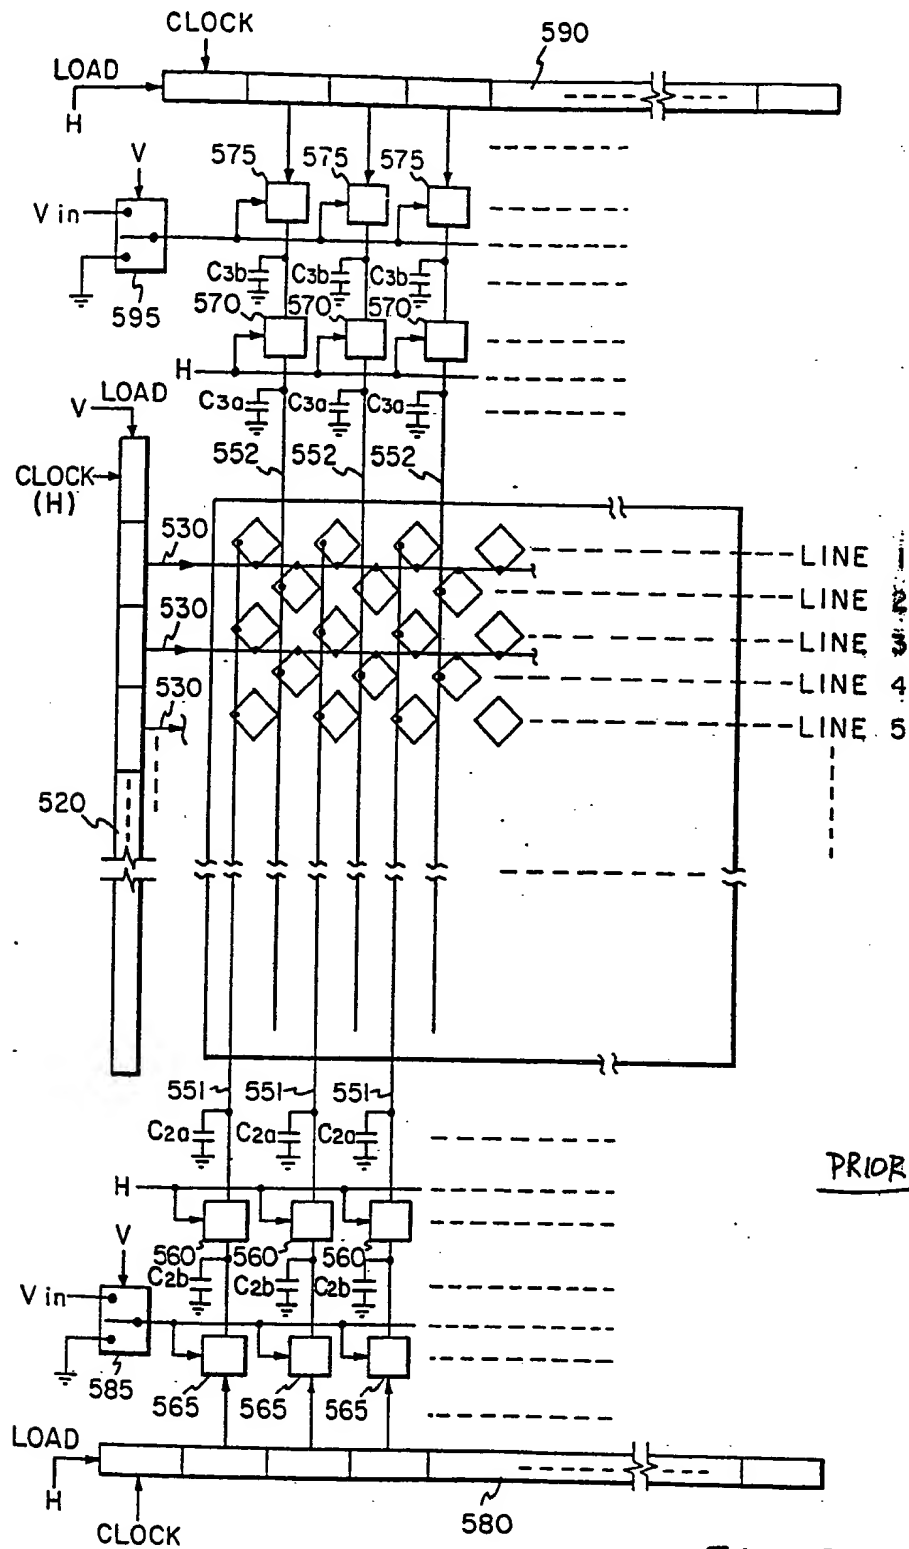 CLOCK
590
LOAD
H
V
575 575 575
V in
595
C3b C3b C3b
570 570 570
H
C3a C3a C3a
LOAD
V
552 552 552
CLOCK
(H)
530
LINE 1
LINE 2
530
LINE 3
LINE 4
530
LINE 5
520
551 551 551
C2a C2a C2a
PRIOR
H
560 560 560
V
C2b C2b C2b
V in
585
565 565 565
LOAD
H
580
CLOCK